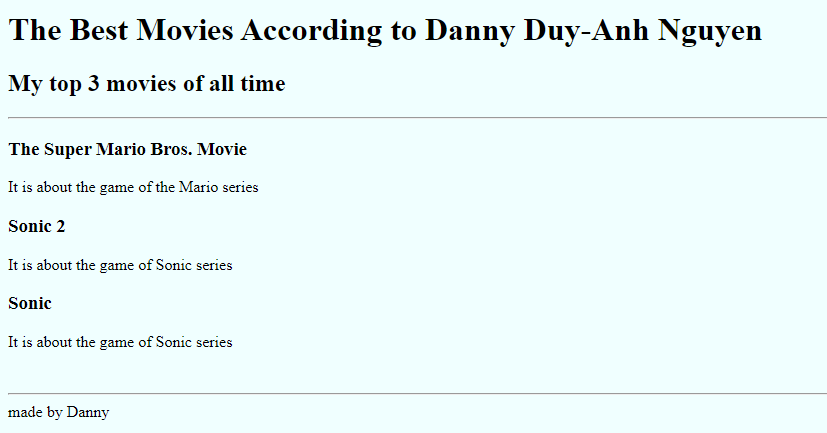 The Best Movies According to Danny Duy-Anh Nguyen
My top 3 movies of all time
The Super Mario Bros. Movie
It is about the game of the Mario series
Sonic 2
It is about the game of Sonic series
Sonic
It is about the game of Sonic series
made by Danny